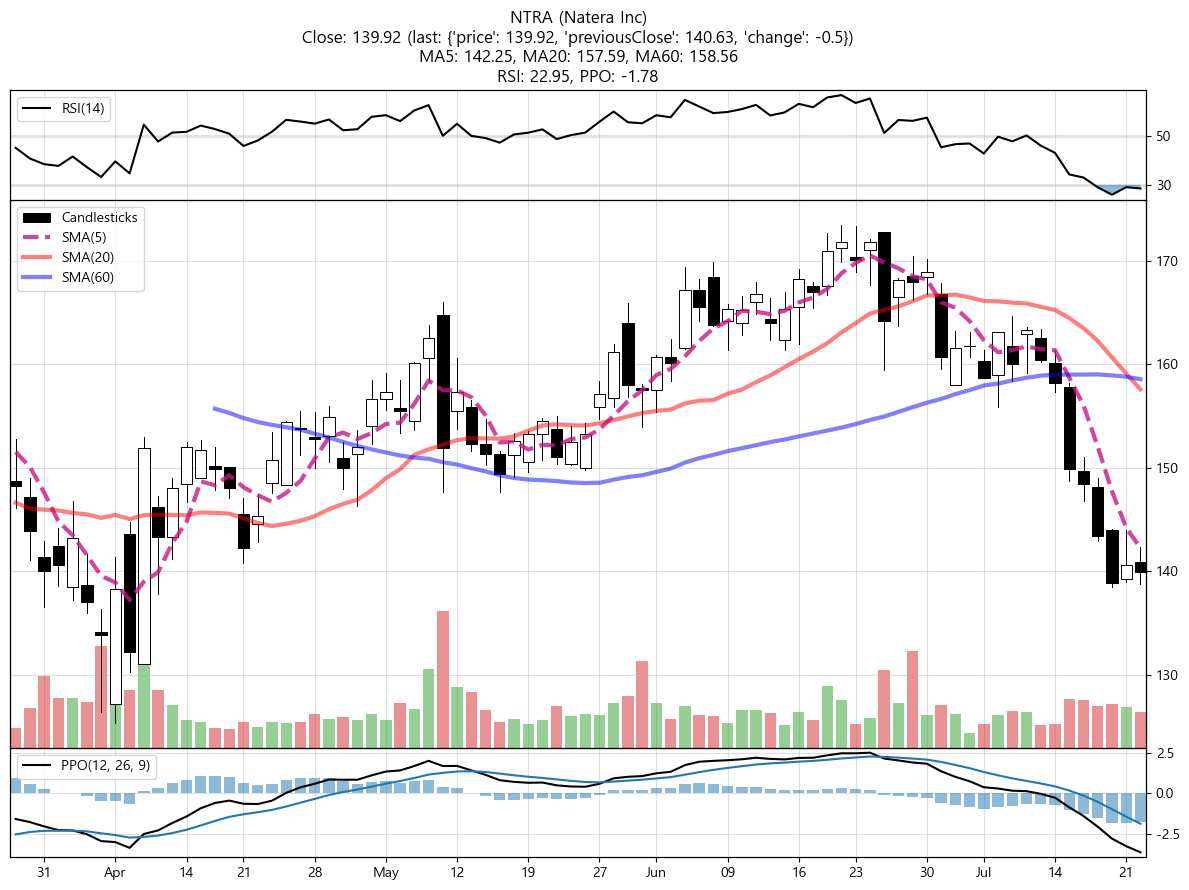 NTRA (Natera Inc)
Close: 139.92 (last: {'price': 139.92, 'previousClose': 140.63, 'change': -0.5})
MA5: 142.25, MA20: 157.59, MA60: 158.56
RSI: 22.95, PPO: -1.78
RSI(14)
50
30
Candlesticks
SMA(5)
SMA(20)
SMA(60)
170
160
150
140
130
PPO(12, 26, 9)
2.5
0.0
-2.5
31 Apr 14 21 28 May 12 19 27 Jun 09 16 23 30 Jul 14 21